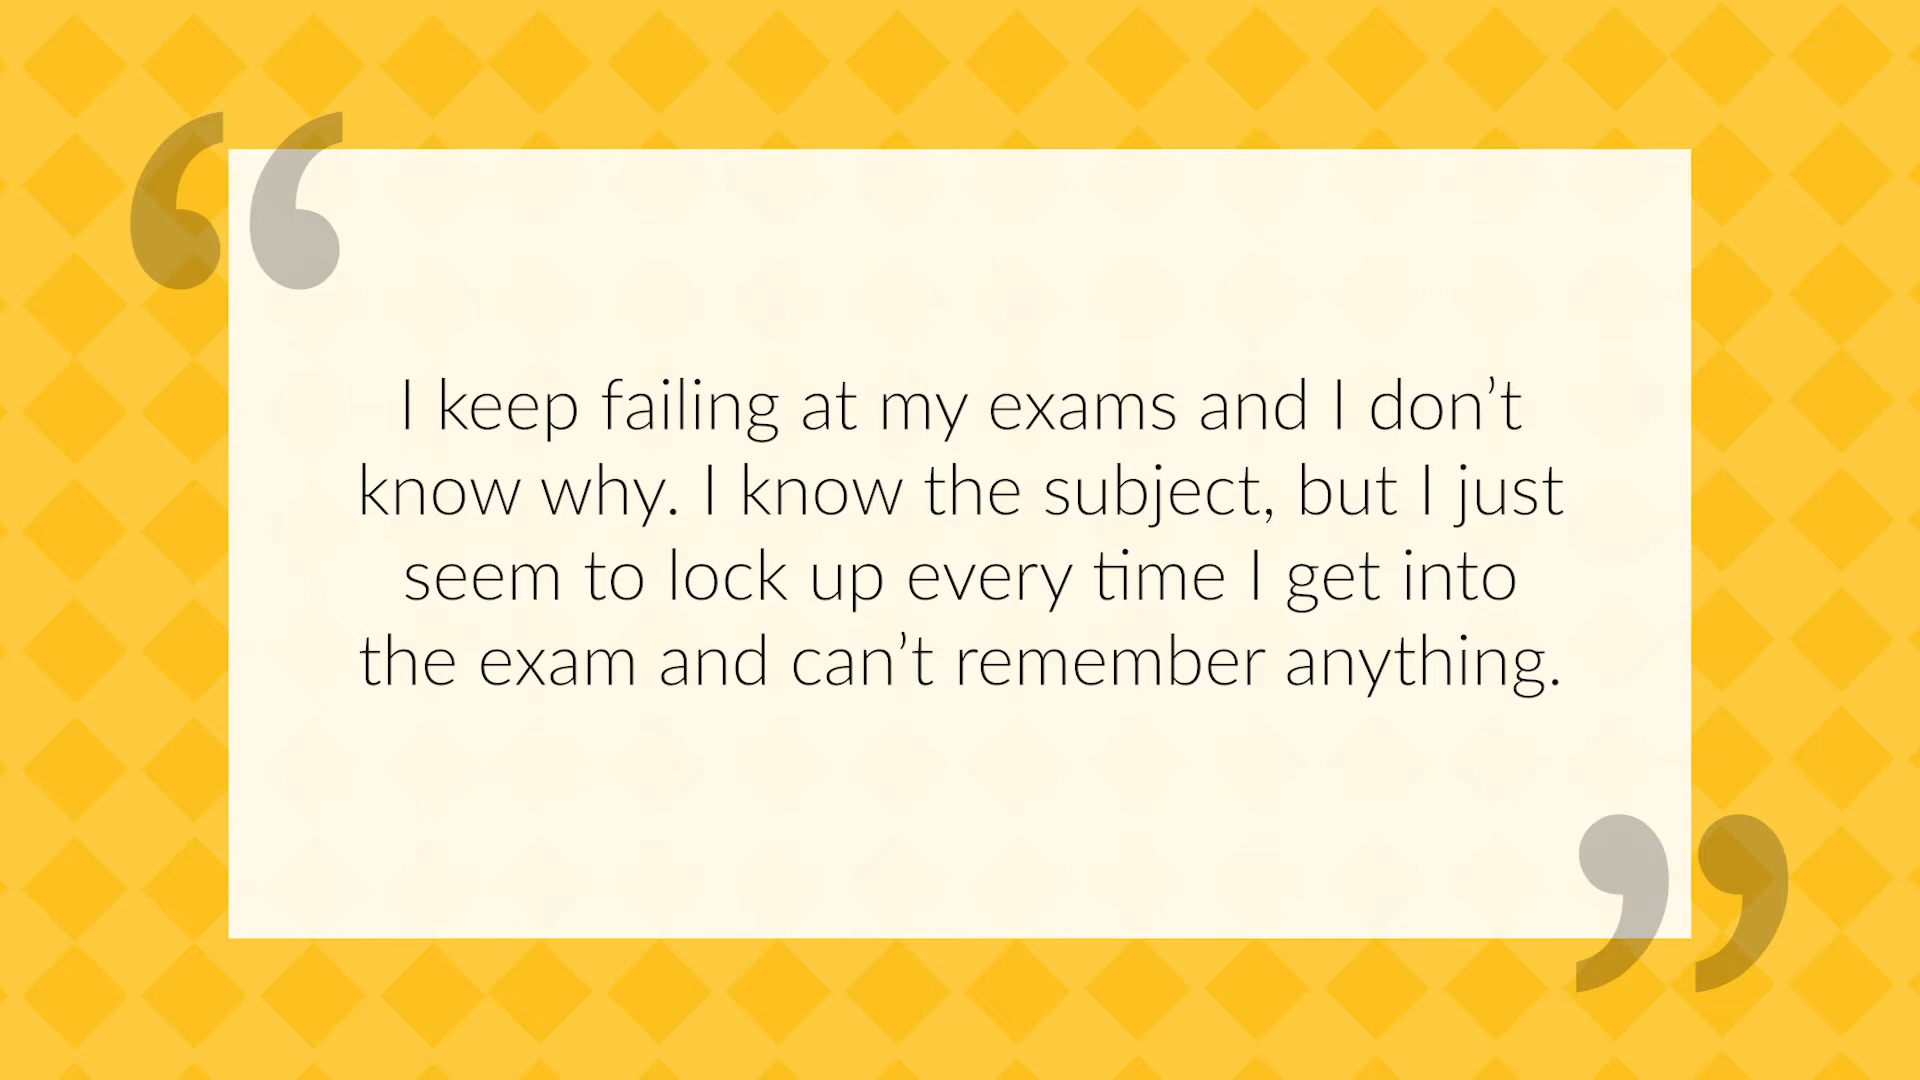 “
I keep failing at my exams and I don’t
know why. I know the subject, but I just
seem to lock up every time I get into
the exam and can’t remember anything.
”